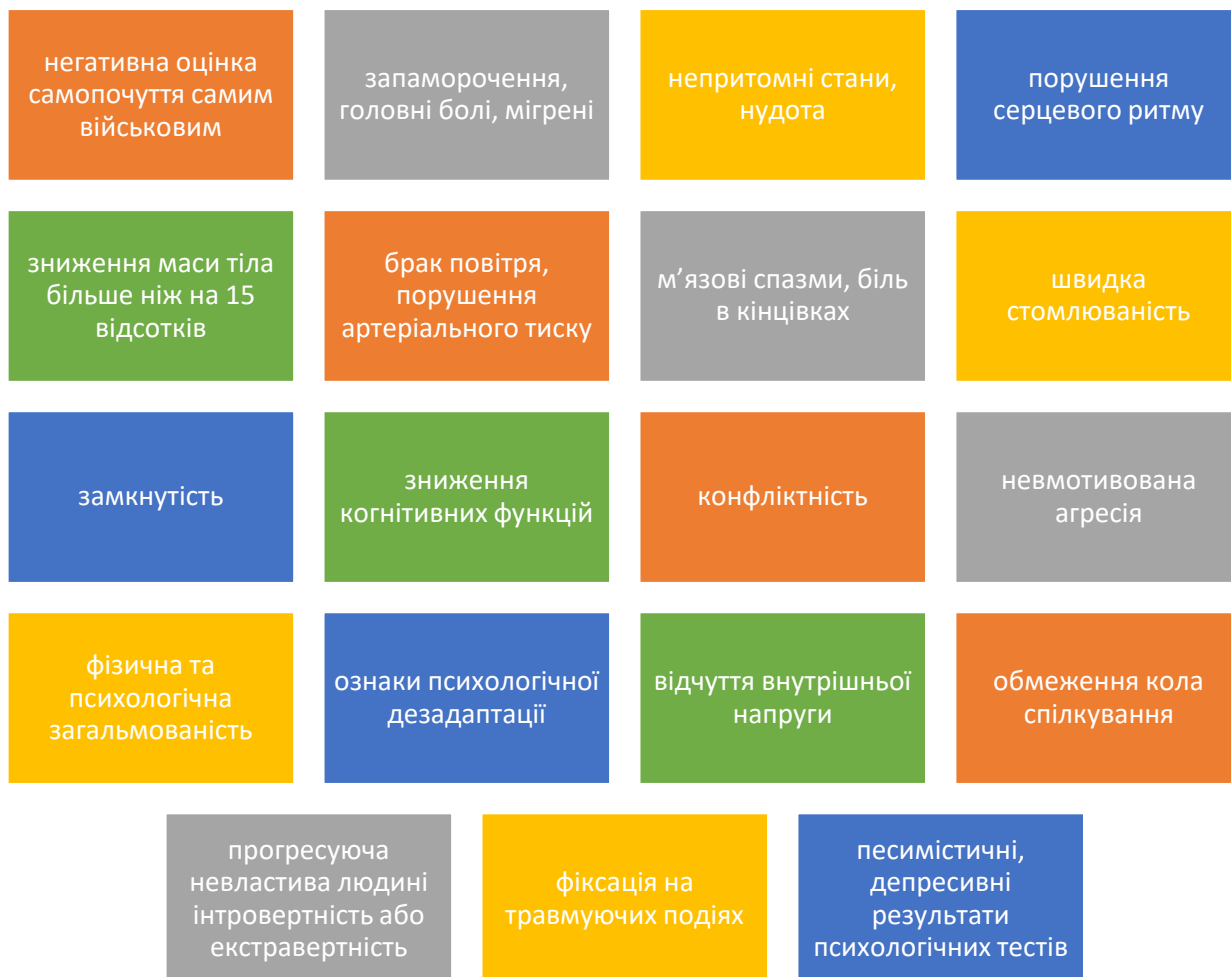 негативна оцінка
самопочуття самим
військовим
запаморочення,
головні болі, мігрені
непритомні стани,
нудота
порушення
серцевого ритму
зниження маси тіла
більше ніж на 15
відсотків
брак повітря,
порушення
артеріального тиску
м’язові спазми, біль
в кінцівках
швидка
стомлюваність
замкнутість
зниження
когнітивних функцій
конфліктність
невмотивована
агресія
фізична та
психологічна
загальмованість
ознаки психологічної
дезадаптації
відчуття внутрішньої
напруги
обмеження кола
спілкування
прогресуюча
невластива людині
інтровертність або
екстравертність
фіксація на
травмуючих подіях
песимістичні,
депресивні
результати
психологічних тестів